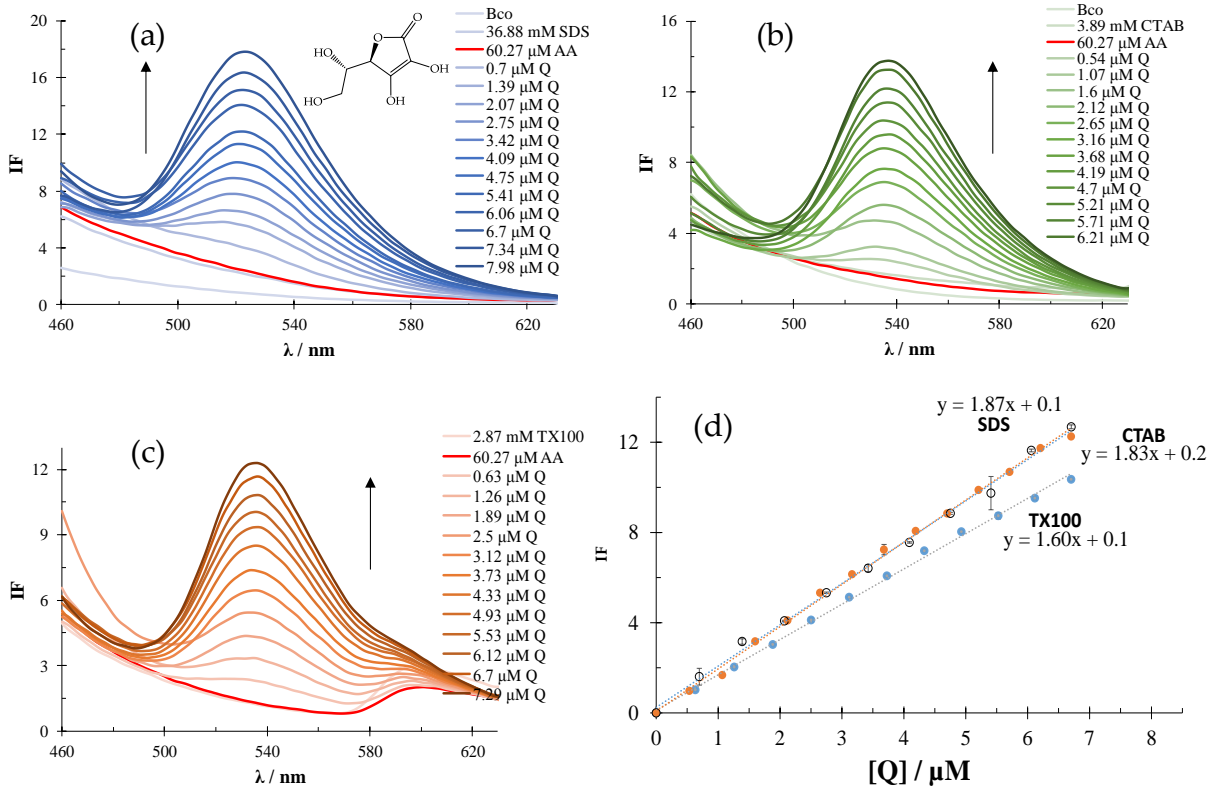 (a)
IF
20
16
12
8
4
0
460
500
540
580
620
λ / nm
O
O
HO
OH
HO
OH
Bco
36.88 mM SDS
60.27 μM AA
0.7 μM Q
1.39 μM Q
2.07 μM Q
2.75 μM Q
3.42 μM Q
4.09 μM Q
4.75 μM Q
5.41 μM Q
6.06 μM Q
6.7 μM Q
7.34 μM Q
7.98 μM Q
(b)
IF
16
12
8
4
0
460
500
540
580
620
λ / nm
Bco
3.89 mM CTAB
60.27 μM AA
0.54 μM Q
1.07 μM Q
1.6 μM Q
2.12 μM Q
2.65 μM Q
3.16 μM Q
3.68 μM Q
4.19 μM Q
4.7 μM Q
5.21 μM Q
5.71 μM Q
6.21 μM Q
(c)
IF
12
9
6
3
0
460
500
540
580
620
λ / nm
2.87 mM TX100
60.27 μM AA
0.63 μM Q
1.26 μM Q
1.89 μM Q
2.5 μM Q
3.12 μM Q
3.73 μM Q
4.33 μM Q
4.93 μM Q
5.53 μM Q
6.12 μM Q
6.7 μM Q
7.29 μM Q
(d)
y = 1.87x + 0.1
SDS
CTAB
y = 1.83x + 0.2
TX100
y = 1.60x + 0.1
IF
12
8
4
0
0
1
2
3
4
5
6
7
8
[Q] / μM